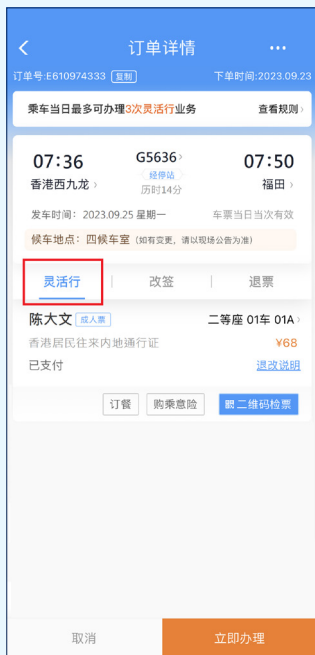 订单详情
订单号:E610974333 复制 下单时间:2023.09.23
乘车当日最多可办理3次灵活行业务 查看规则
07:36 G5636 07:50
香港西九龙 经停站 福田
历时14分
发车时间：2023.09.25 星期一 车票当日当次有效
候车地点：四候车室 (如有变更，请以现场公告为准)
灵活行 改签 退票
陈大文 成人票 二等座 01车 01A
香港居民往来内地通行证 ¥68
已支付 退改说明
订餐 购乘意险 二维码检票
取消 立即办理